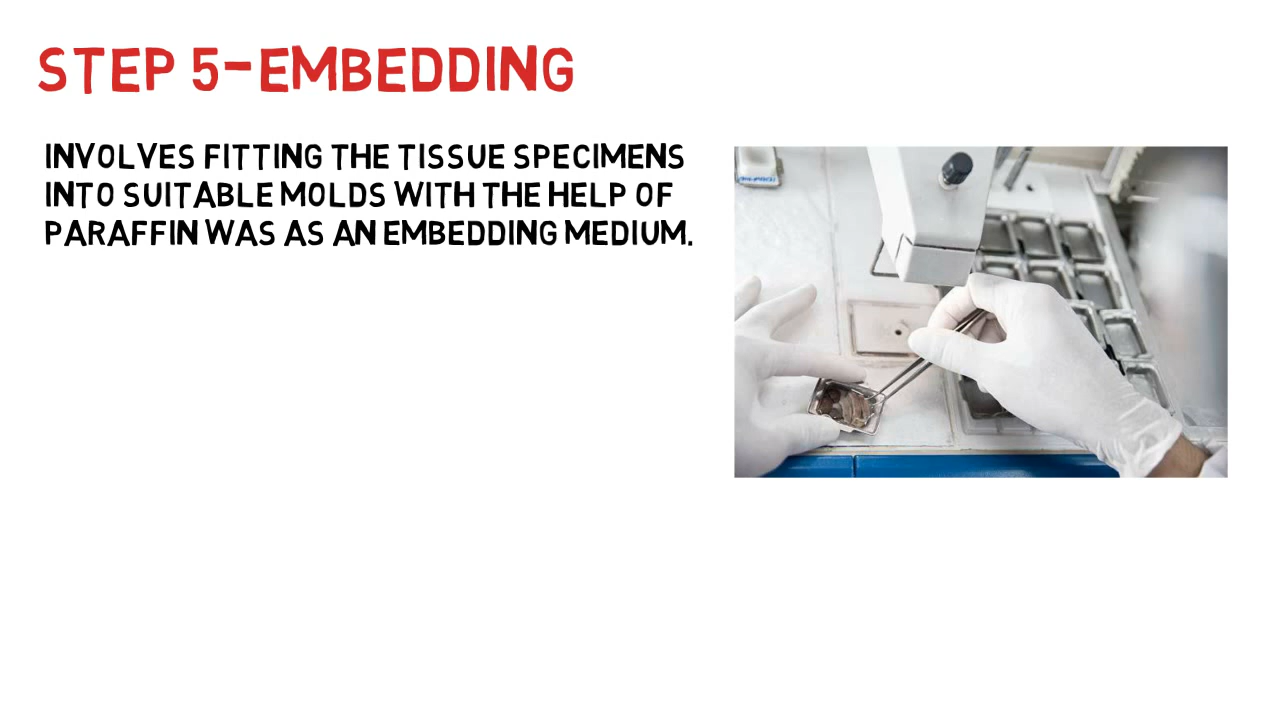 STEP 5-EMBEDDING
INVOLVES FITTING THE TISSUE SPECIMENS
INTO SUITABLE MOLDS WITH THE HELP OF
PARAFFIN WAS AS AN EMBEDDING MEDIUM.